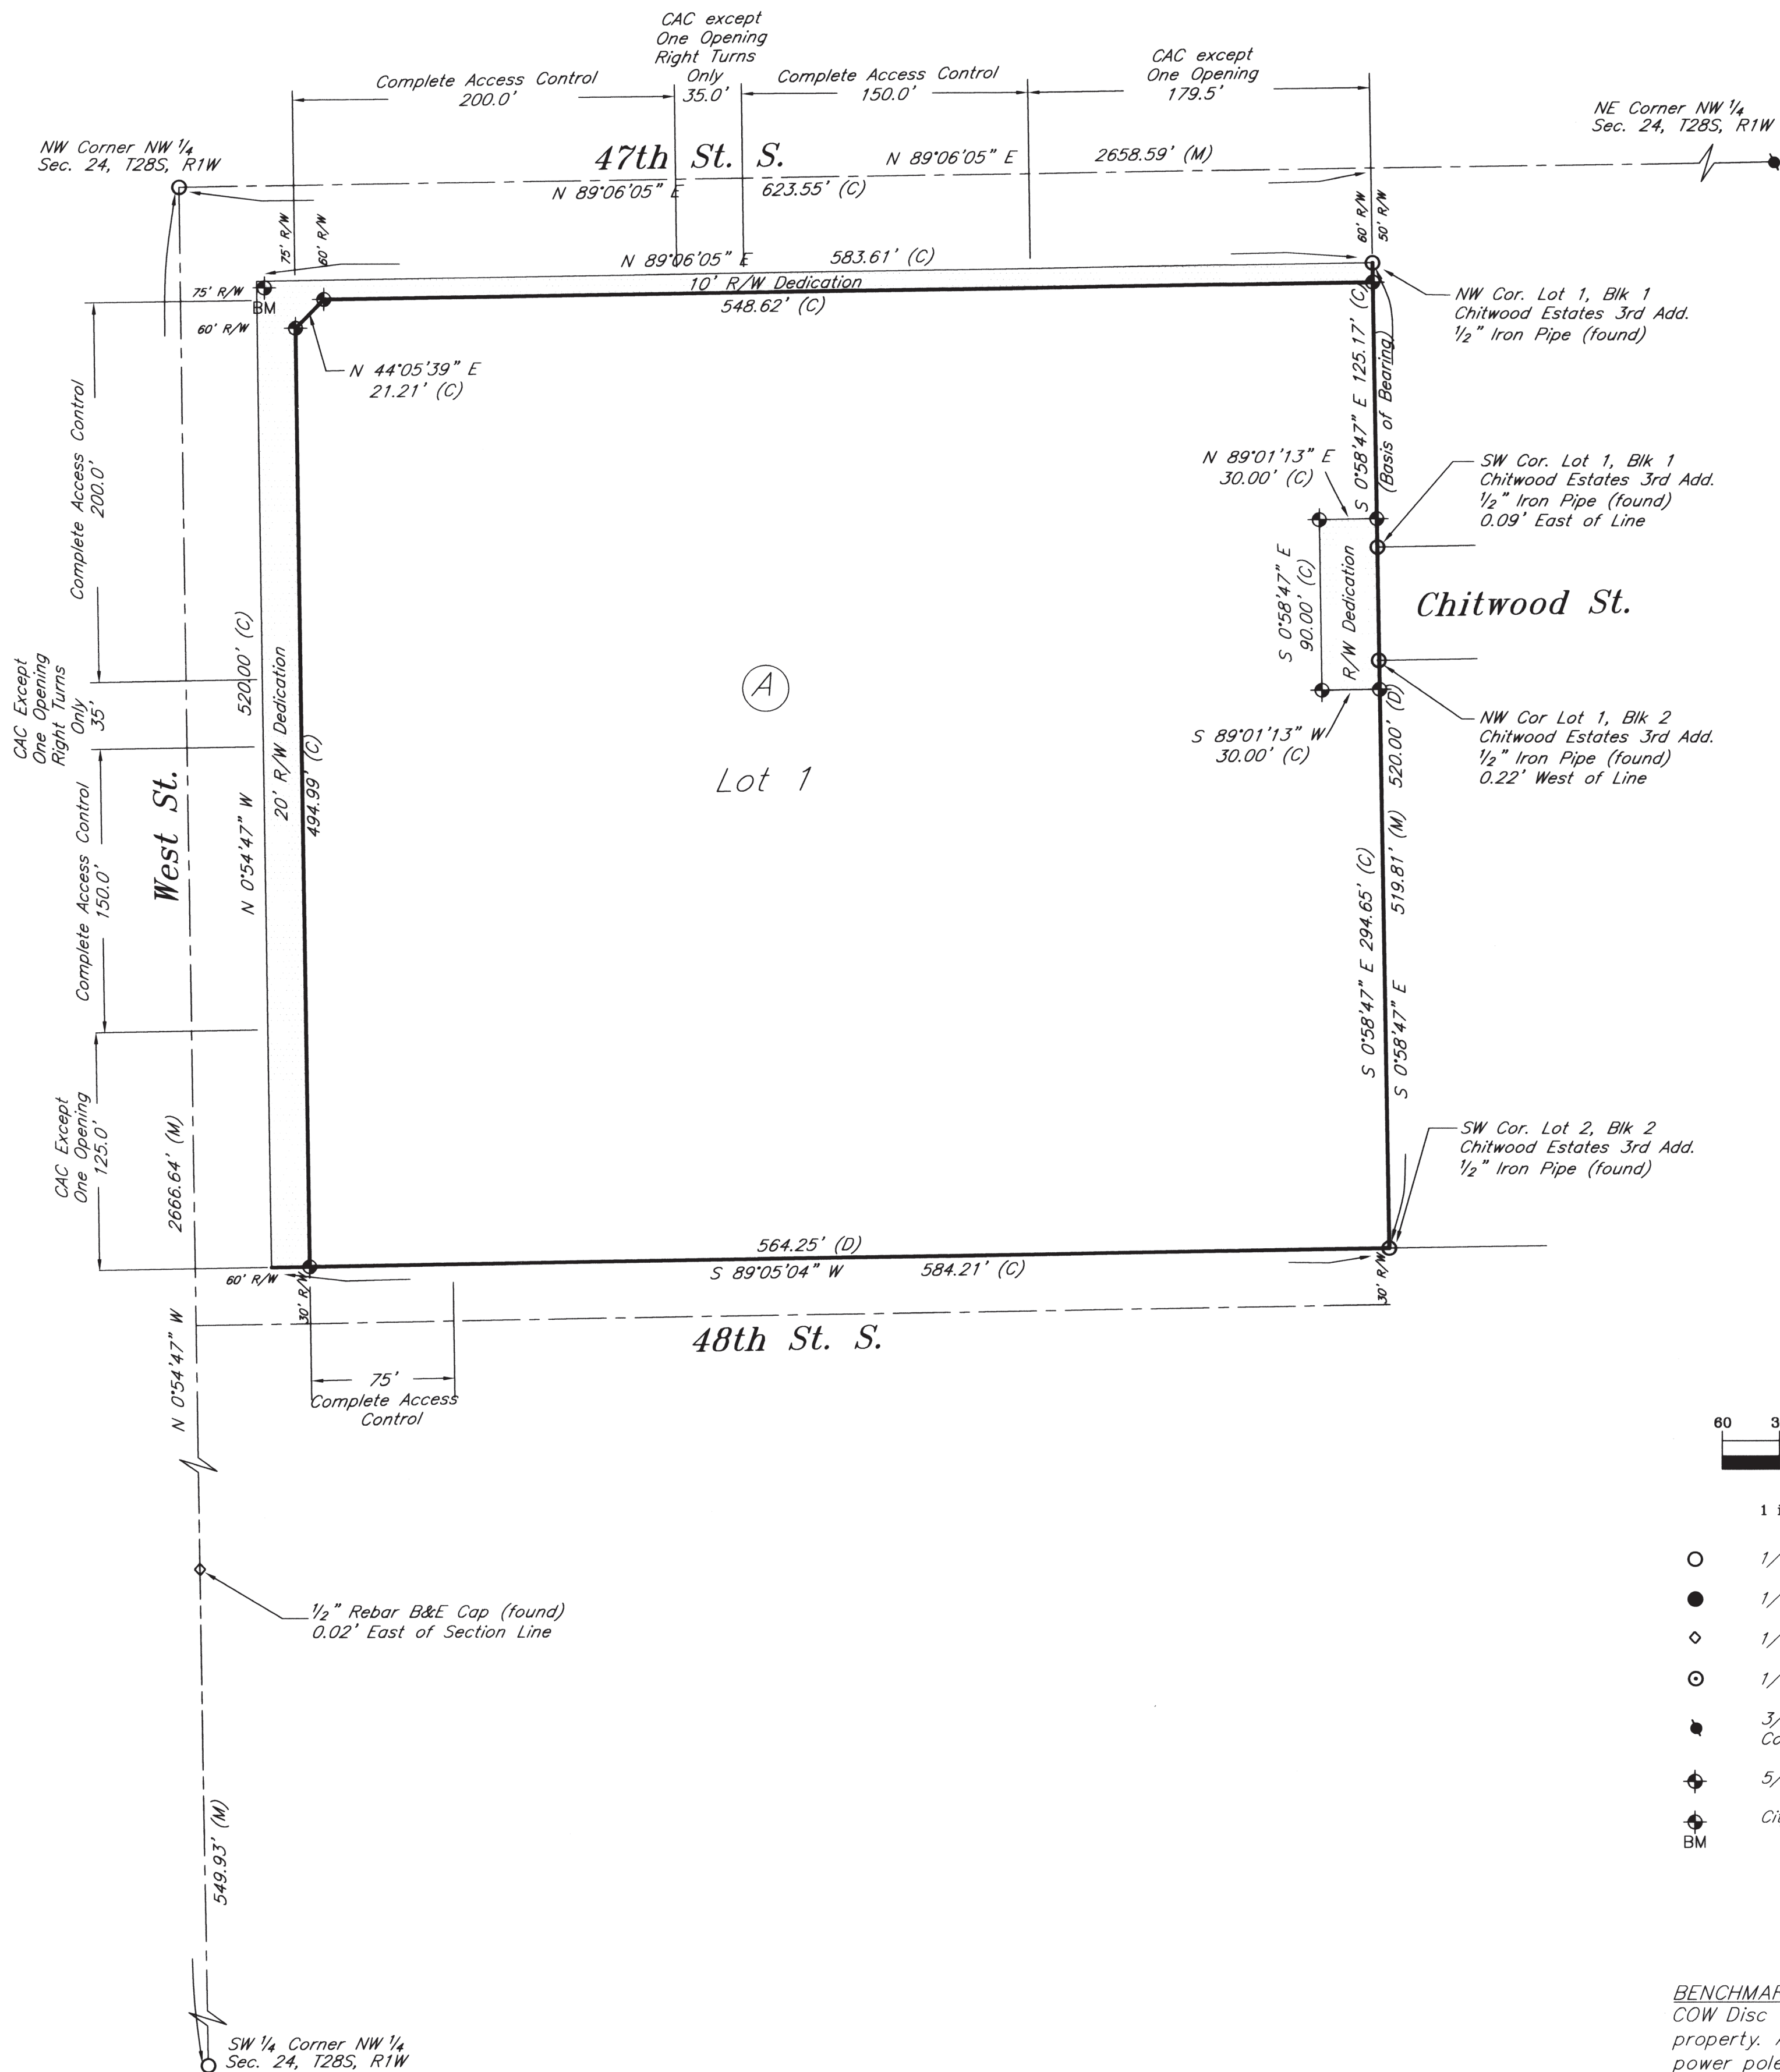 CAC except
One Opening
Right Turns
Only
35.0'
Complete Access Control
200.0'
Complete Access Control
150.0'
CAC except
One Opening
179.5'
NE Corner NW 1/4
Sec. 24, T28S, R1W
NW Corner NW 1/4
Sec. 24, T28S, R1W
47th St. S.
N 89°06'05" E
2658.59' (M)
N 89°06'05" E
623.55' (C)
75' R/W
60' R/W
60' R/W
50' R/W
N 89°06'05" E
583.61' (C)
10' R/W Dedication
548.62' (C)
75' R/W
BM
60' R/W
N 44°05'39" E
21.21' (C)
NW Cor. Lot 1, Blk 1
Chitwood Estates 3rd Add.
1/2" Iron Pipe (found)
S 0°58'47" E 125.17' (C)
(Basis of Bearing)
N 89°01'13" E
30.00' (C)
SW Cor. Lot 1, Blk 1
Chitwood Estates 3rd Add.
1/2" Iron Pipe (found)
0.09' East of Line
S 0°58'47" E
90.00' (C)
R/W Dedication
Chitwood St.
S 89°01'13" W
30.00' (C)
NW Cor Lot 1, Blk 2
Chitwood Estates 3rd Add.
1/2" Iron Pipe (found)
0.22' West of Line
Complete Access Control
200.0'
CAC Except
One Opening
Right Turns
Only
35'
Complete Access Control
150.0'
CAC Except
One Opening
125.0'
West St.
2666.64' (M)
N 0°54'47" W
N 0°54'47" W
520.00' (C)
20' R/W Dedication
494.99' (C)
A
Lot 1
S 0°58'47" E 294.65' (C)
S 0°58'47" E
519.81' (M)
520.00' (D)
SW Cor. Lot 2, Blk 2
Chitwood Estates 3rd Add.
1/2" Iron Pipe (found)
564.25' (D)
S 89°05'04" W
584.21' (C)
60' R/W
30' R/W
30' R/W
48th St. S.
75'
Complete Access
Control
1/2" Rebar B&E Cap (found)
0.02' East of Section Line
549.93' (M)
SW 1/4 Corner NW 1/4
Sec. 24, T28S, R1W
60
1
1/
1/
1/
1/
3/
5/
BM
COW Disc
property.
power pole